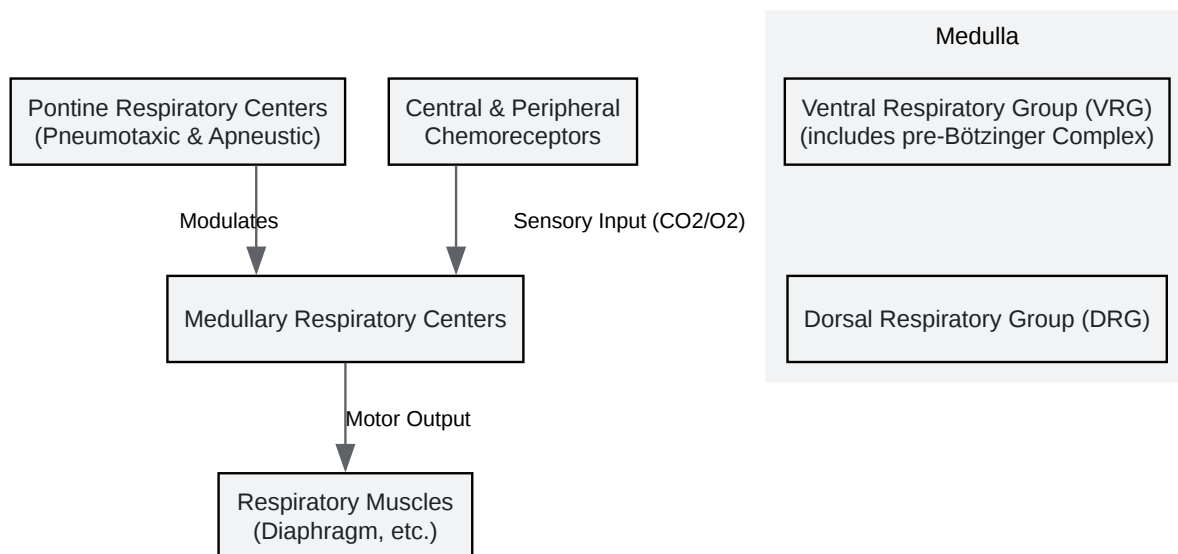 Medulla
Pontine Respiratory Centers
(Pneumotaxic & Apneustic)
Central & Peripheral
Chemoreceptors
Ventral Respiratory Group (VRG)
(includes pre-Bötzinger Complex)
Modulates
Sensory Input (CO2/O2)
Medullary Respiratory Centers
Dorsal Respiratory Group (DRG)
Motor Output
Respiratory Muscles
(Diaphragm, etc.)